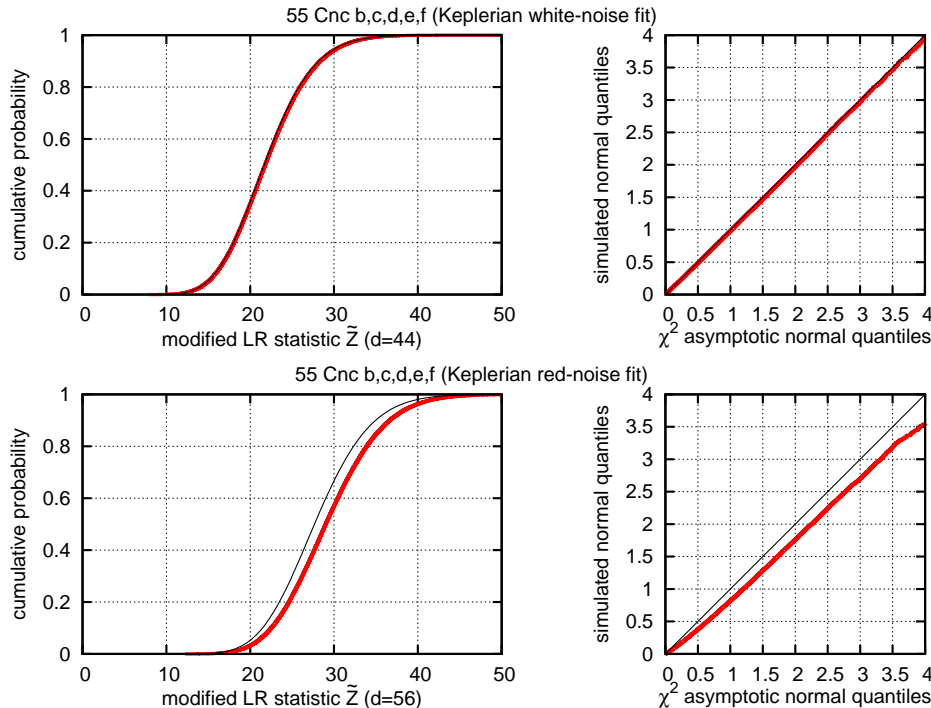 55 Cnc b,c,d,e,f (Keplerian white-noise fit)
cumulative probability
1
0.8
0.6
0.4
0.2
0
0 10 20 30 40 50
modified LR statistic Z̃ (d=44)
simulated normal quantiles
4
3.5
3
2.5
2
1.5
1
0.5
0
0 0.5 1 1.5 2 2.5 3 3.5 4
χ² asymptotic normal quantiles
55 Cnc b,c,d,e,f (Keplerian red-noise fit)
cumulative probability
1
0.8
0.6
0.4
0.2
0
0 10 20 30 40 50
modified LR statistic Z̃ (d=56)
simulated normal quantiles
4
3.5
3
2.5
2
1.5
1
0.5
0
0 0.5 1 1.5 2 2.5 3 3.5 4
χ² asymptotic normal quantiles